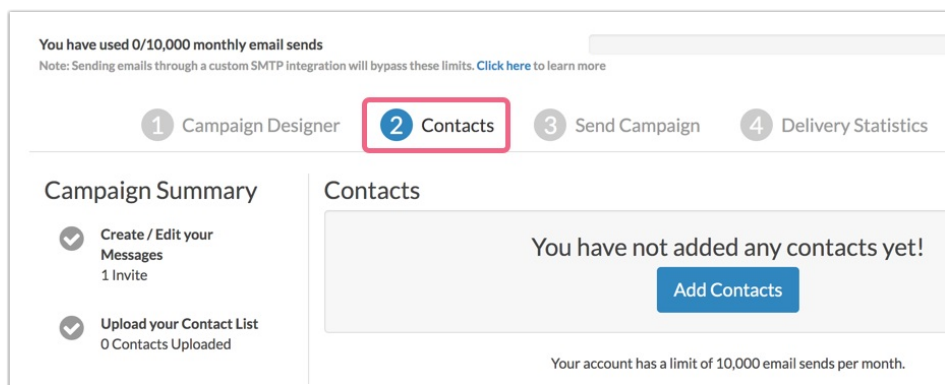 You have used 0/10,000 monthly email sends
Note: Sending emails through a custom SMTP integration will bypass these limits. Click here to learn more
1 Campaign Designer 2 Contacts 3 Send Campaign 4 Delivery Statistics
Campaign Summary
Create / Edit your
Messages
1 Invite
Upload your Contact List
0 Contacts Uploaded
Contacts
You have not added any contacts yet!
Add Contacts
Your account has a limit of 10,000 email sends per month.